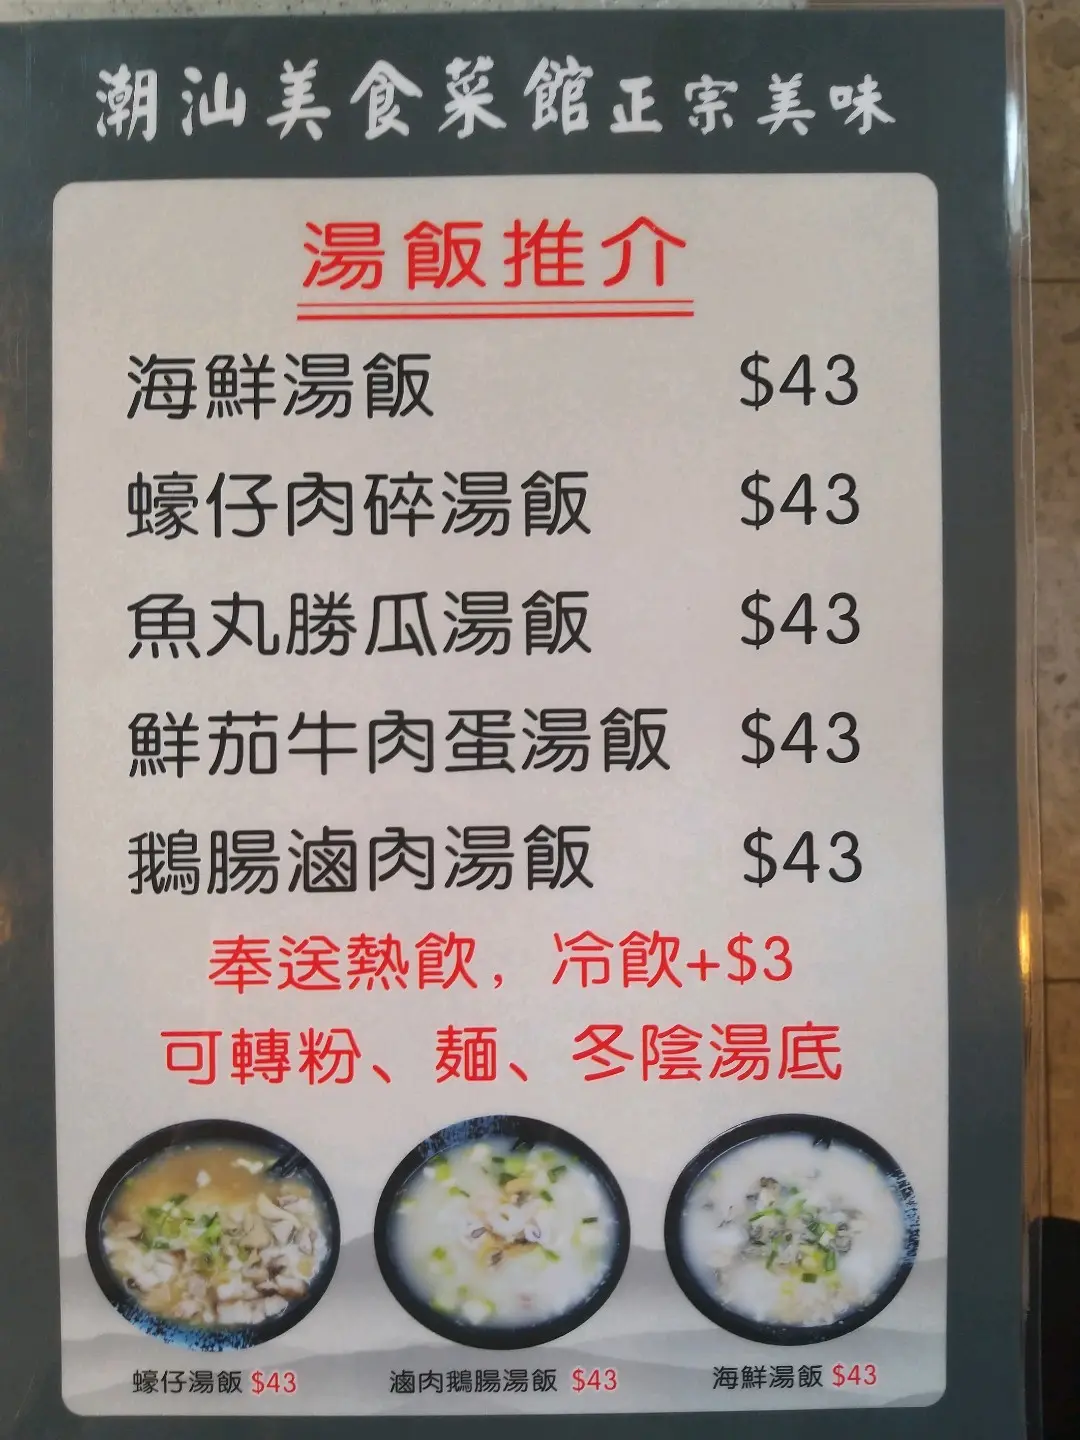 潮汕美食菜館正宗美味
湯飯推介
海鮮湯飯 $43
蠔仔肉碎湯飯 $43
魚丸勝瓜湯飯 $43
鮮茄牛肉蛋湯飯 $43
鵝腸滷肉湯飯 $43
奉送熱飲，冷飲+$3
可轉粉、麵、冬陰湯底
蠔仔湯飯 $43
滷肉鵝腸湯飯 $43
海鮮湯飯 $43